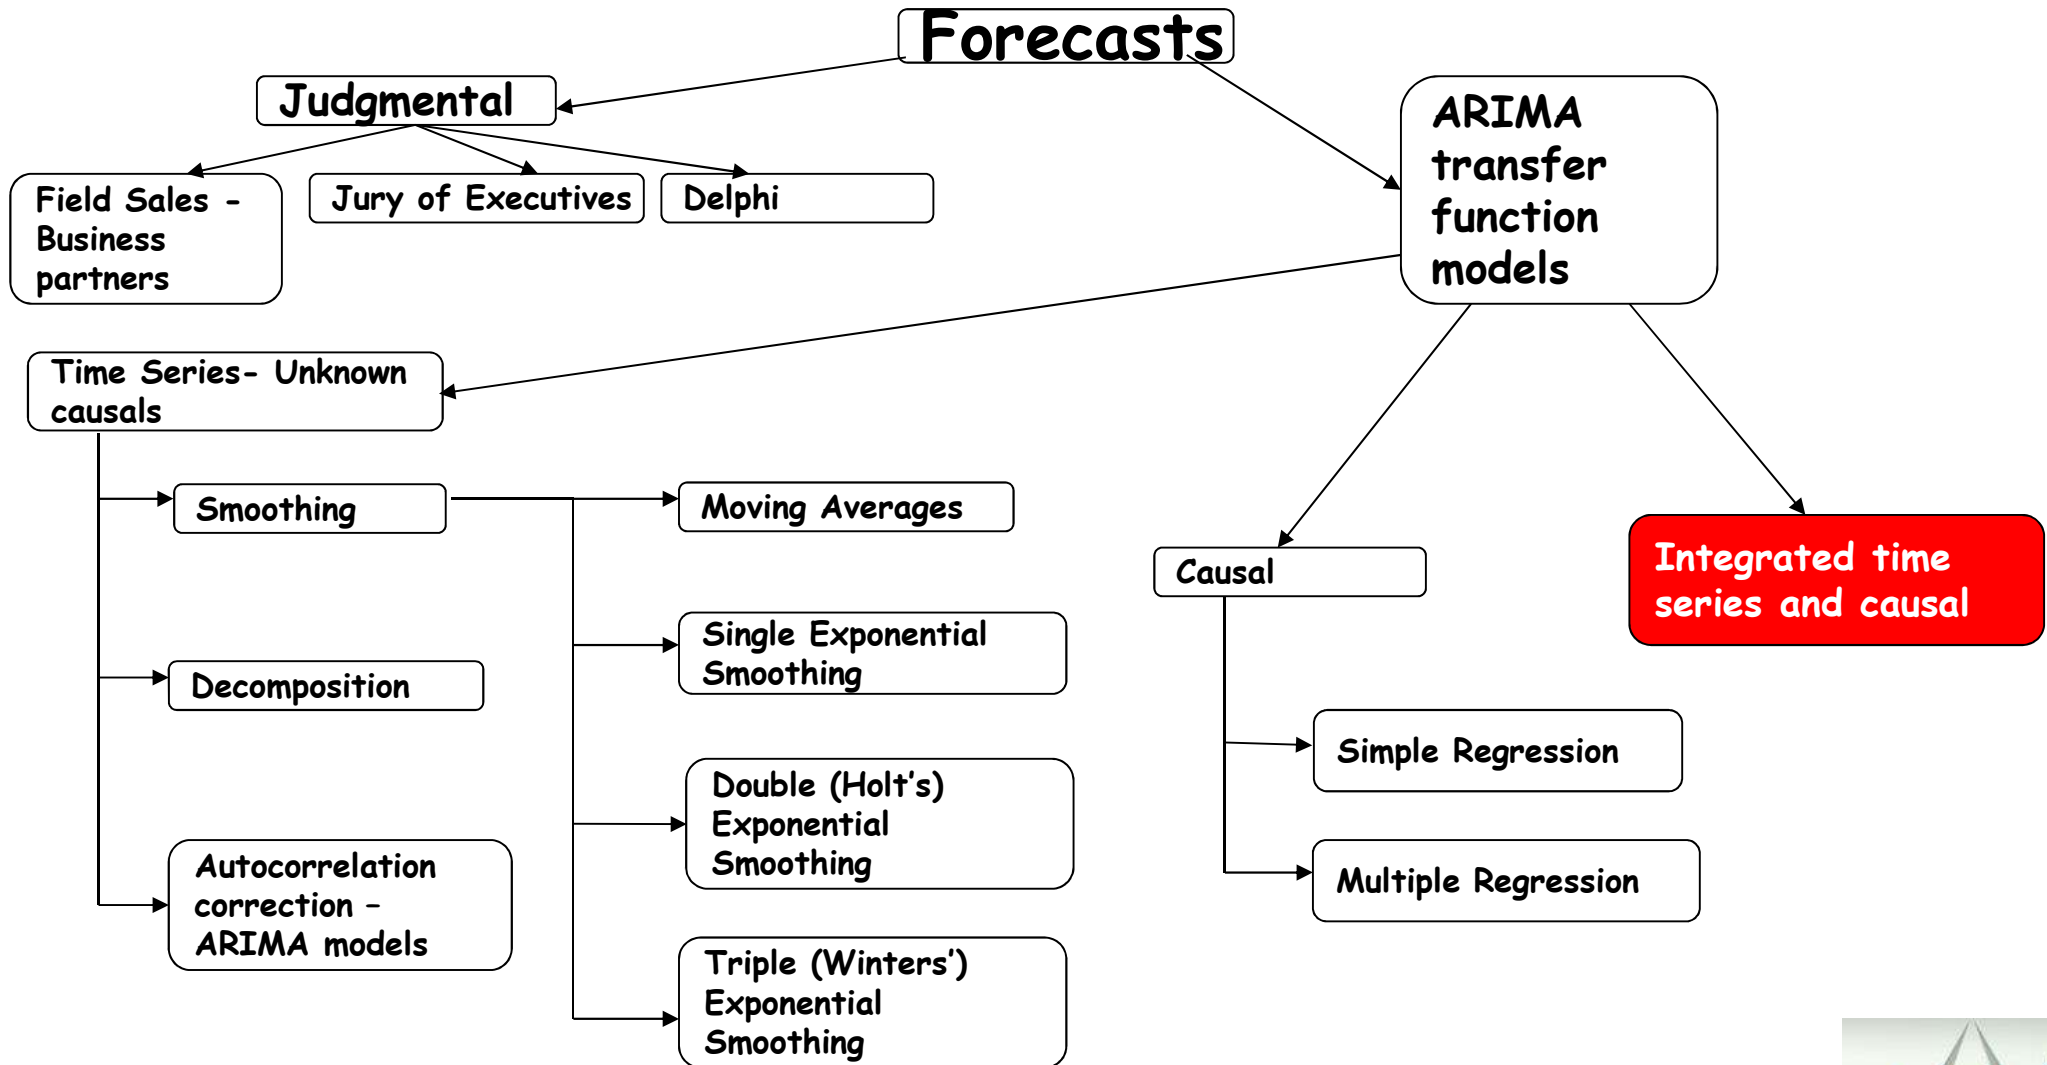 Forecasts
Judgmental
ARIMA
transfer
function
models
Field Sales -
Business
partners
Jury of Executives
Delphi
Time Series- Unknown
causals
Smoothing
Moving Averages
Causal
Integrated time
series and causal
Single Exponential
Smoothing
Decomposition
Simple Regression
Double (Holt’s)
Exponential
Smoothing
Autocorrelation
correction –
ARIMA models
Multiple Regression
Triple (Winters’)
Exponential
Smoothing